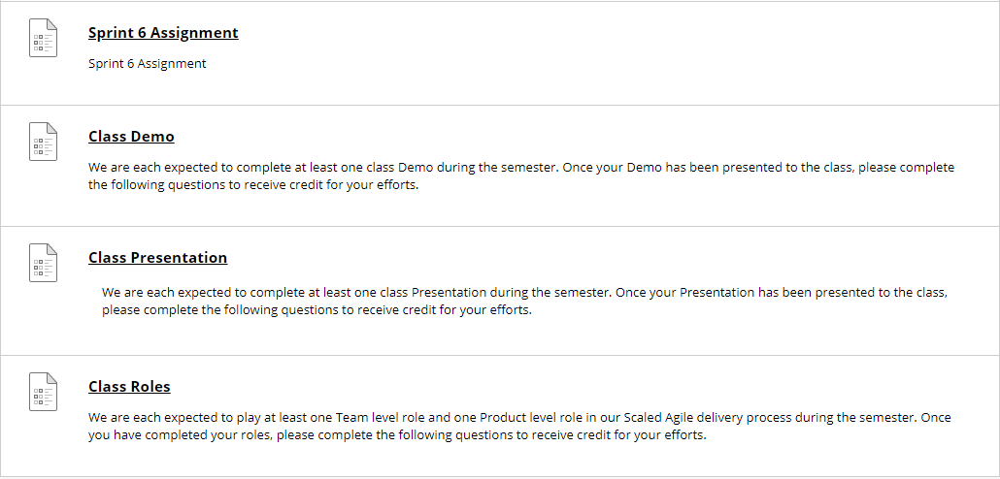 Sprint 6 Assignment
Sprint 6 Assignment
Class Demo
We are each expected to complete at least one class Demo during the semester. Once your Demo has been presented to the class, please complete
the following questions to receive credit for your efforts.
Class Presentation
We are each expected to complete at least one class Presentation during the semester. Once your Presentation has been presented to the class,
please complete the following questions to receive credit for your efforts.
Class Roles
We are each expected to play at least one Team level role and one Product level role in our Scaled Agile delivery process during the semester. Once
you have completed your roles, please complete the following questions to receive credit for your efforts.